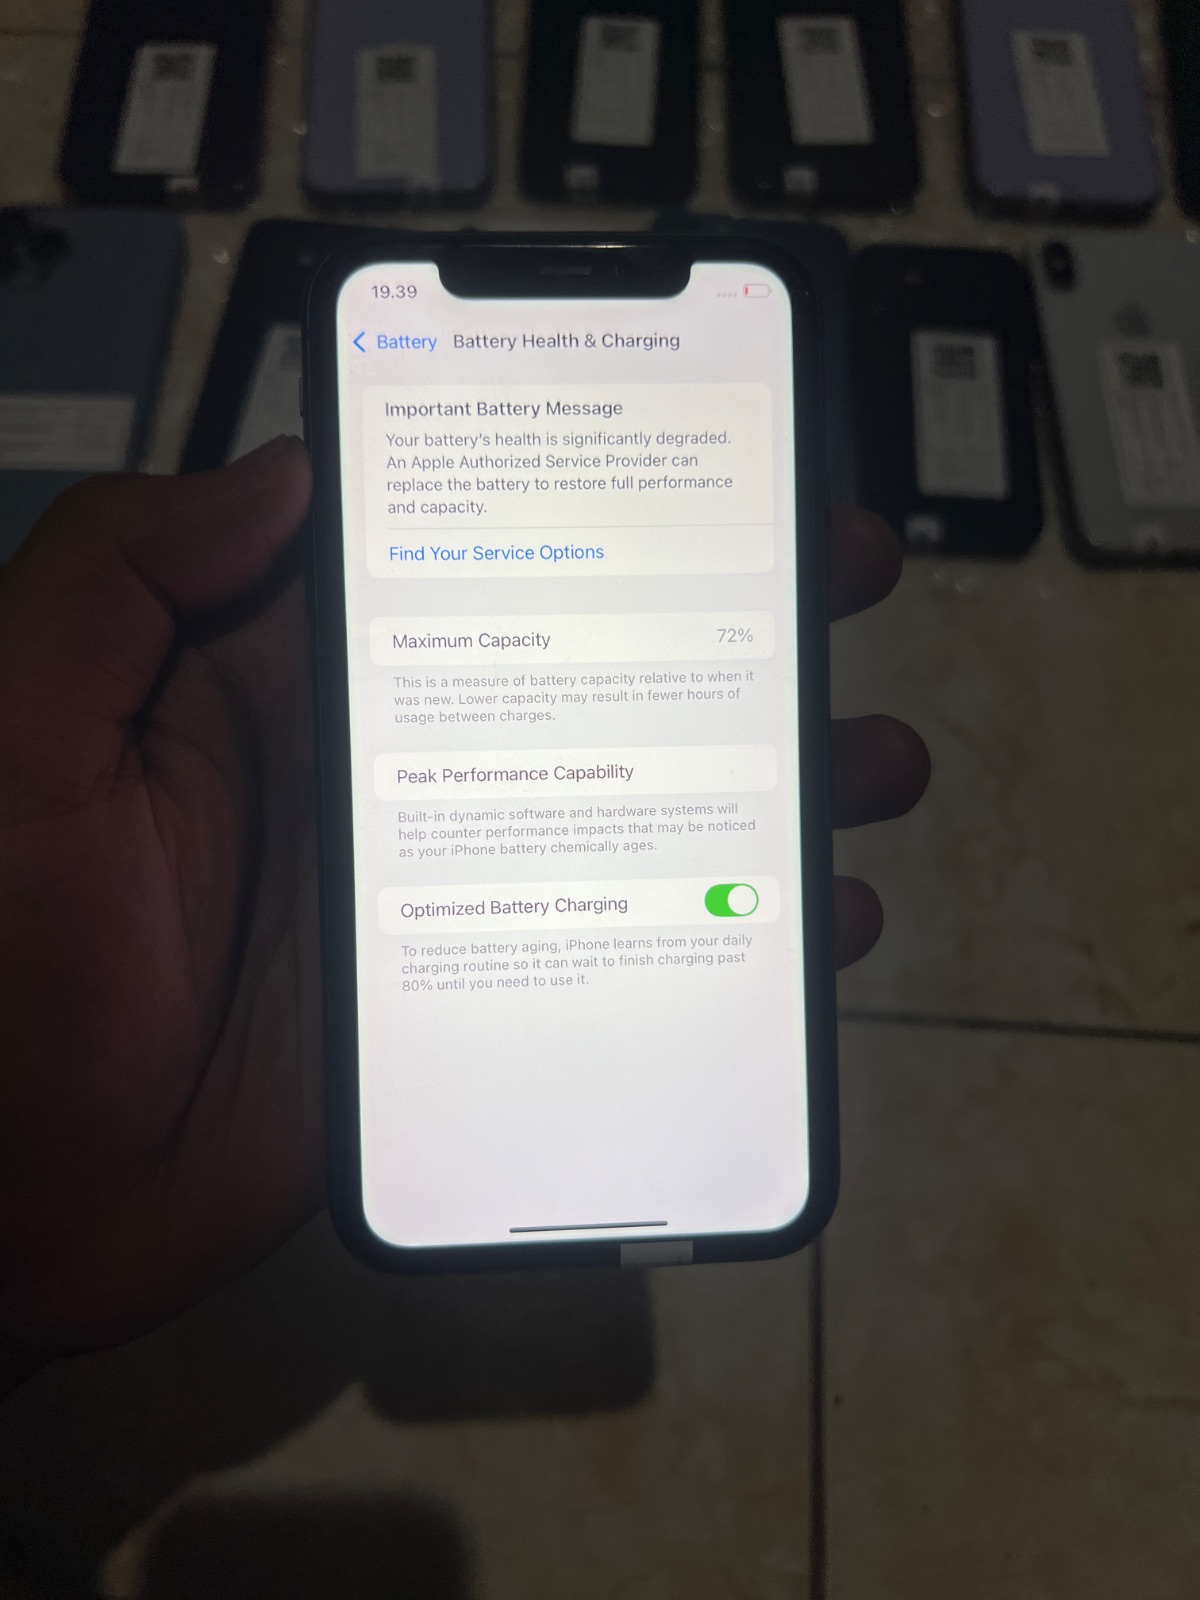 19.39
Battery Battery Health & Charging
Important Battery Message
Your battery's health is significantly degraded.
An Apple Authorized Service Provider can
replace the battery to restore full performance
and capacity.
Find Your Service Options
Maximum Capacity 72%
This is a measure of battery capacity relative to when it
was new. Lower capacity may result in fewer hours of
usage between charges.
Peak Performance Capability
Built-in dynamic software and hardware systems will
help counter performance impacts that may be noticed
as your iPhone battery chemically ages.
Optimized Battery Charging
To reduce battery aging, iPhone learns from your daily
charging routine so it can wait to finish charging past
80% until you need to use it.